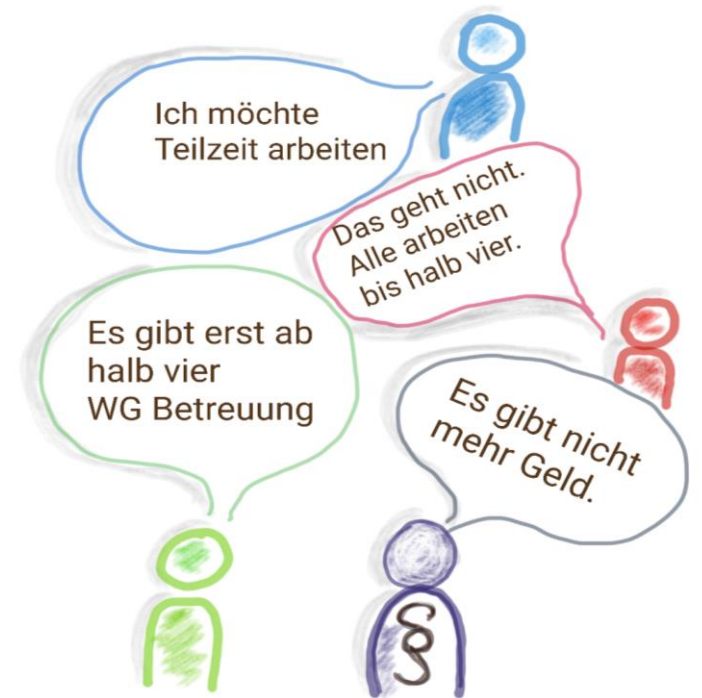 Ich möchte
Teilzeit arbeiten
Das geht nicht.
Alle arbeiten
bis halb vier.
Es gibt erst ab
halb vier
WG Betreuung
Es gibt nicht
mehr Geld.
§